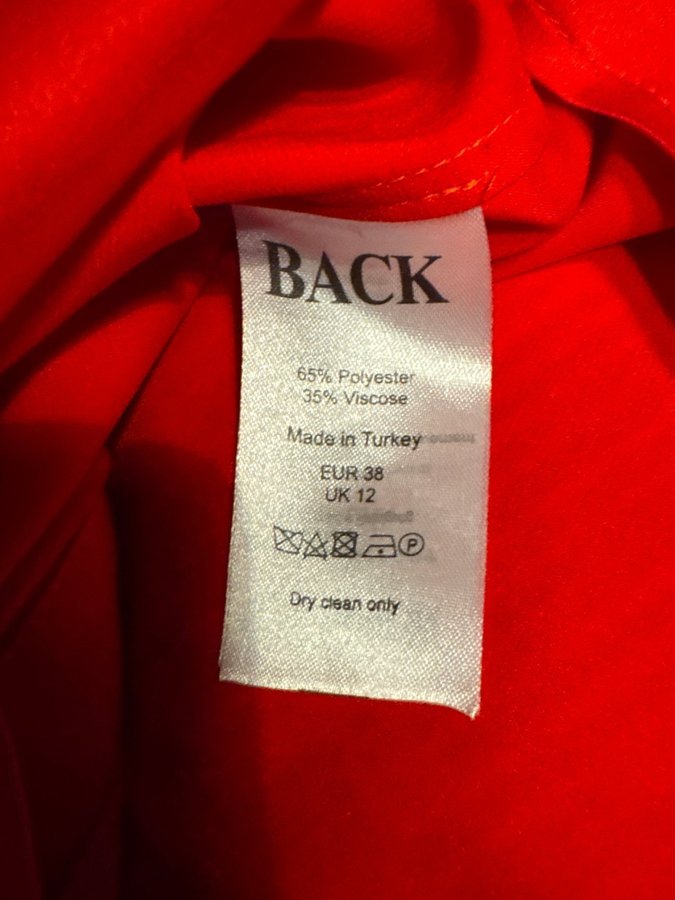 BACK
65% Polyester
35% Viscose
Made in Turkey
EUR 38
UK 12
P
Dry clean only